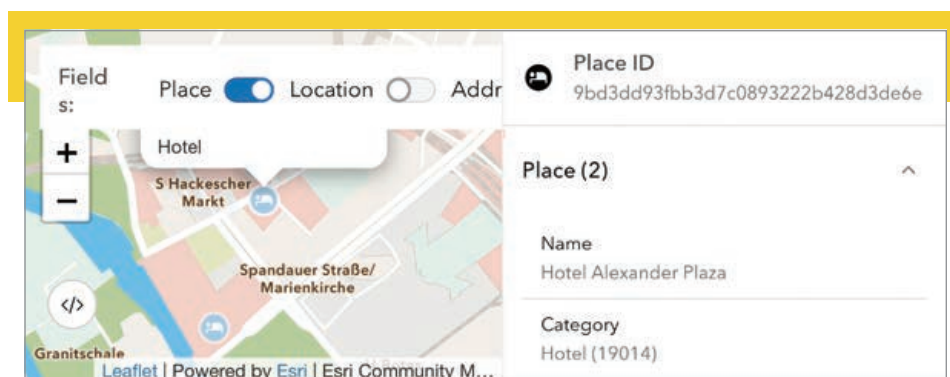 Field
s:
Place
Location
Addr
+
Hotel
S Hackescher
Markt
−
Spandauer Straße/
Marienkirche
</>
Granitschale
Leaflet | Powered by Esri | Esri Community M...
Place ID
9bd3dd93fbb3d7c0893222b428d3de6e
Place (2)
Name
Hotel Alexander Plaza
Category
Hotel (19014)